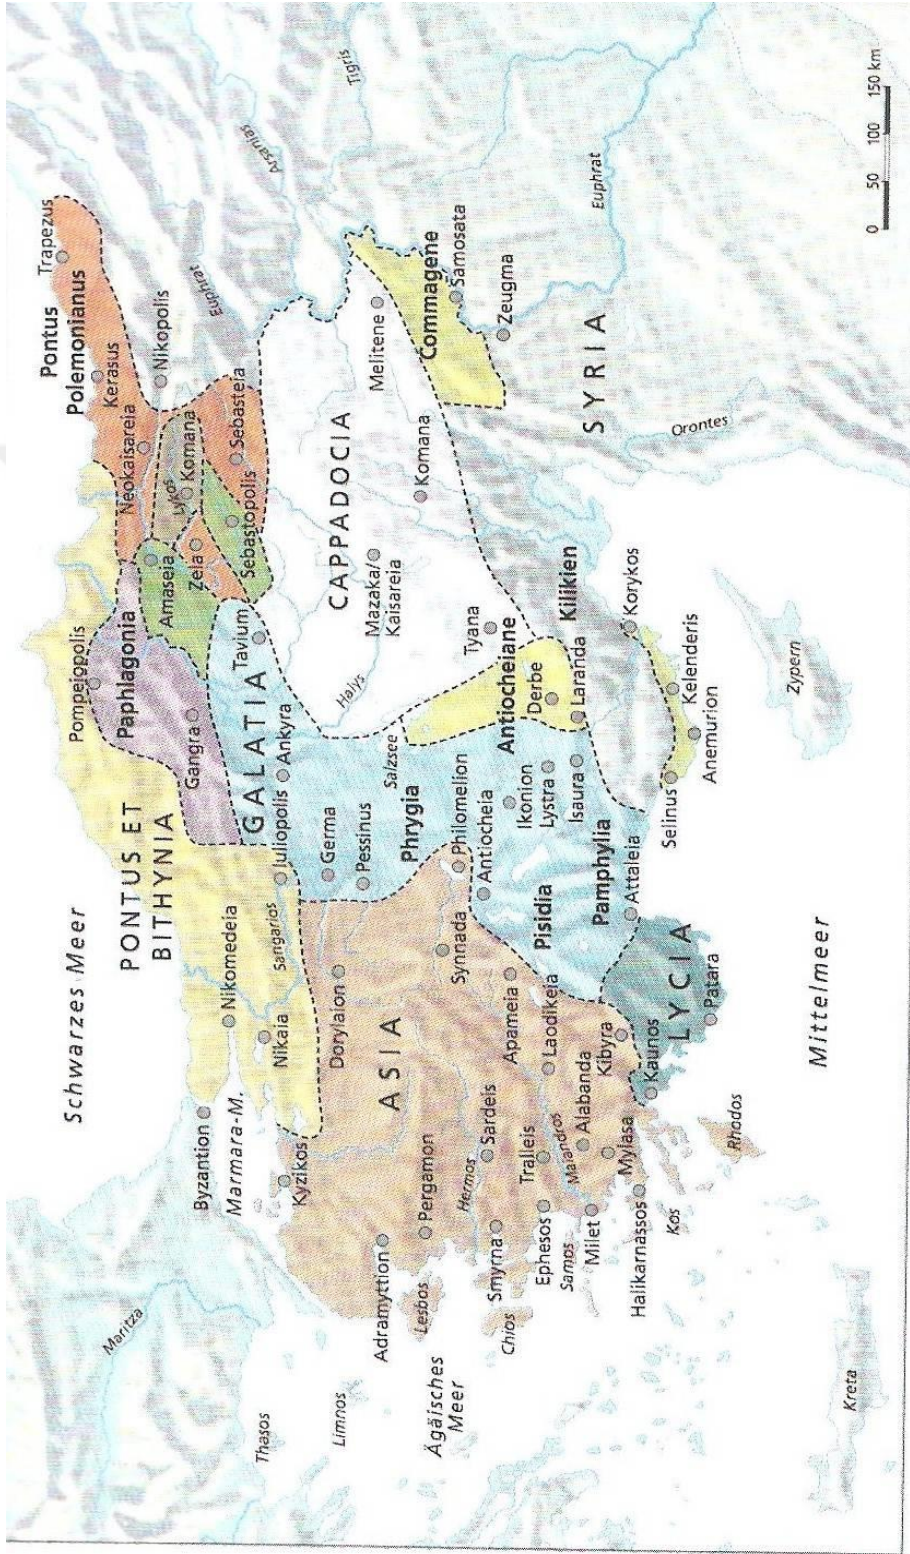 Schwarzes Meer
PONTUS ET
BITHYNIA
Pontus
Polemonianus
Trapezus
Kerasus
Nikopolis
Neokaisareia
Pompeiopolis
Paphlagonia
Gangra
Amaseia
Zela
Lykos
Komana
Sebasteia
Sebastopolis
Euphrat
Arsanias
Tigris
Byzantion
Marmara-M.
Nikomedeia
Nikaia
Sangarios
Juliopolis
GALATIA
Tavium
Ankyra
Germa
Pessinus
Halys
CAPPADOCIA
Mazaka/
Kaisareia
Melitene
Komana
Tyana
Commagene
Samosata
Zeugma
Euphrat
Maritza
Thasos
Limnos
Ägäisches
Meer
Kyzikos
Adramyttion
Lesbos
Pergamon
Dorylaion
ASIA
Hermos
Sardeis
Smyrna
Chios
Synnada
Phrygia
Salzsee
Philomelion
Antiocheia
Apameia
Pisidia
Ikonion
Lystra
Isaura
Antiocheiane
Derbe
Laranda
Kilikien
Korykos
SYRIA
Orontes
Ephesos
Samos
Tralleis
Maiandros
Milet
Alabanda
Laodikeia
Mylasa
Kibyra
Halikarnassos
Kos
Kaunos
LYCIA
Patara
Rhodos
Pamphylia
Attaleia
Selinus
Anemurion
Kelenderis
Zypern
Mittelmeer
Kreta
0 50 100 150 km